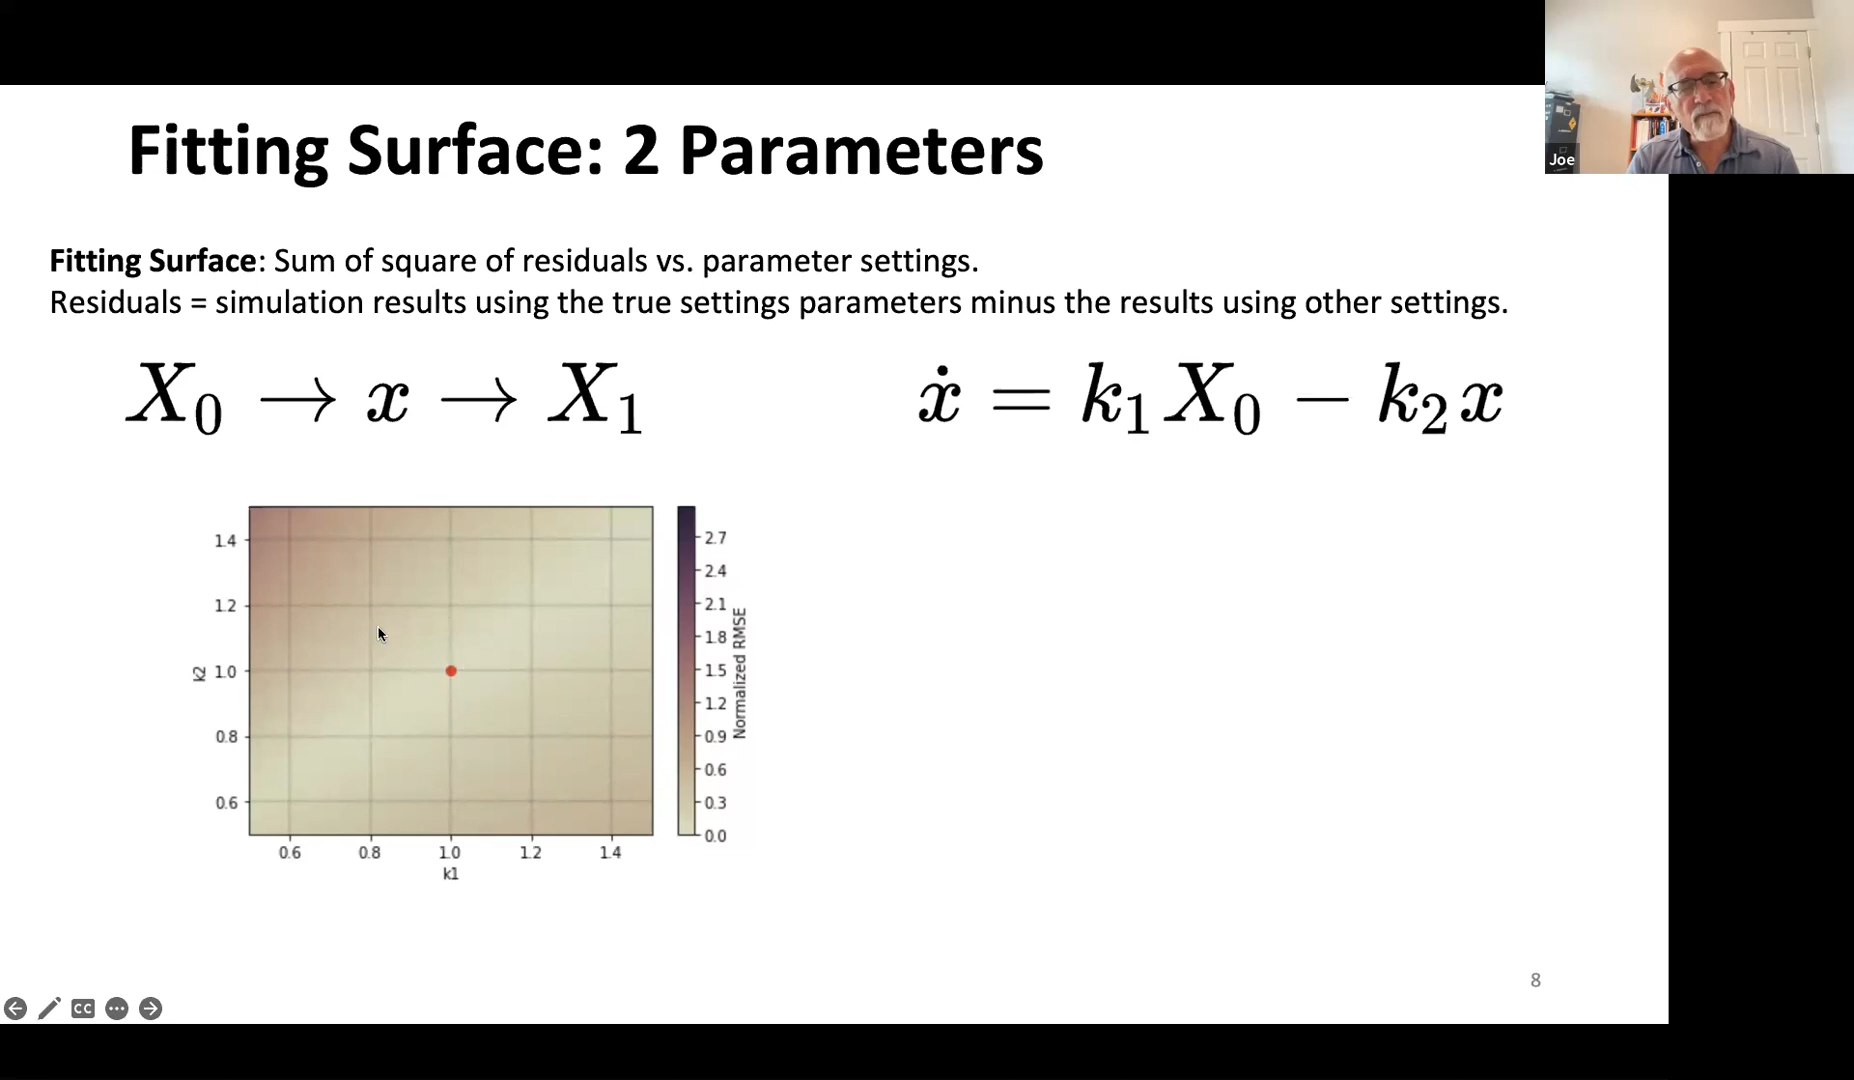 Joe
Fitting Surface: 2 Parameters
Fitting Surface: Sum of square of residuals vs. parameter settings.
Residuals = simulation results using the true settings parameters minus the results using other settings.
X₀ → x → X₁
ẋ = k₁X₀ − k₂x
1.4
1.2
1.0
0.8
0.6
k2
0.6 0.8 1.0 1.2 1.4
k1
2.7
2.4
2.1
1.8
1.5
1.2
0.9
0.6
0.3
0.0
Normalized RMSE
8
CC